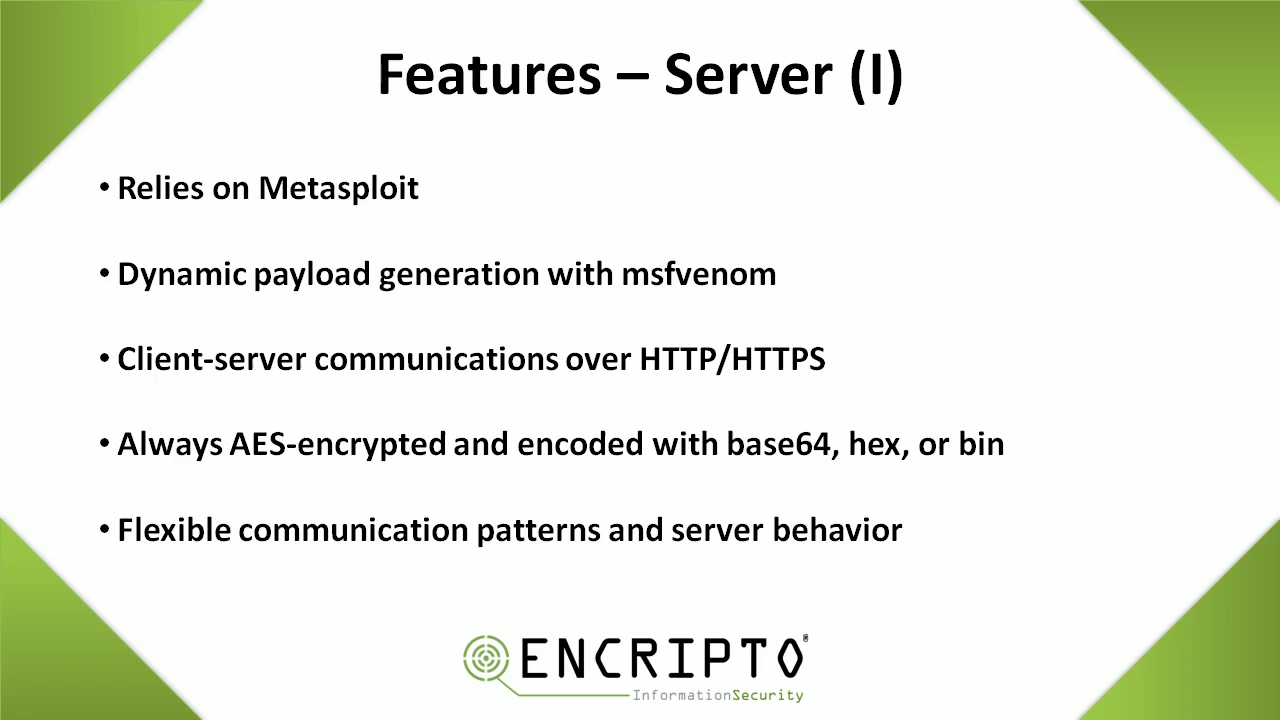 Features – Server (I)
• Relies on Metasploit
• Dynamic payload generation with msfvenom
• Client-server communications over HTTP/HTTPS
• Always AES-encrypted and encoded with base64, hex, or bin
• Flexible communication patterns and server behavior
ENCRIPTO®
InformationSecurity